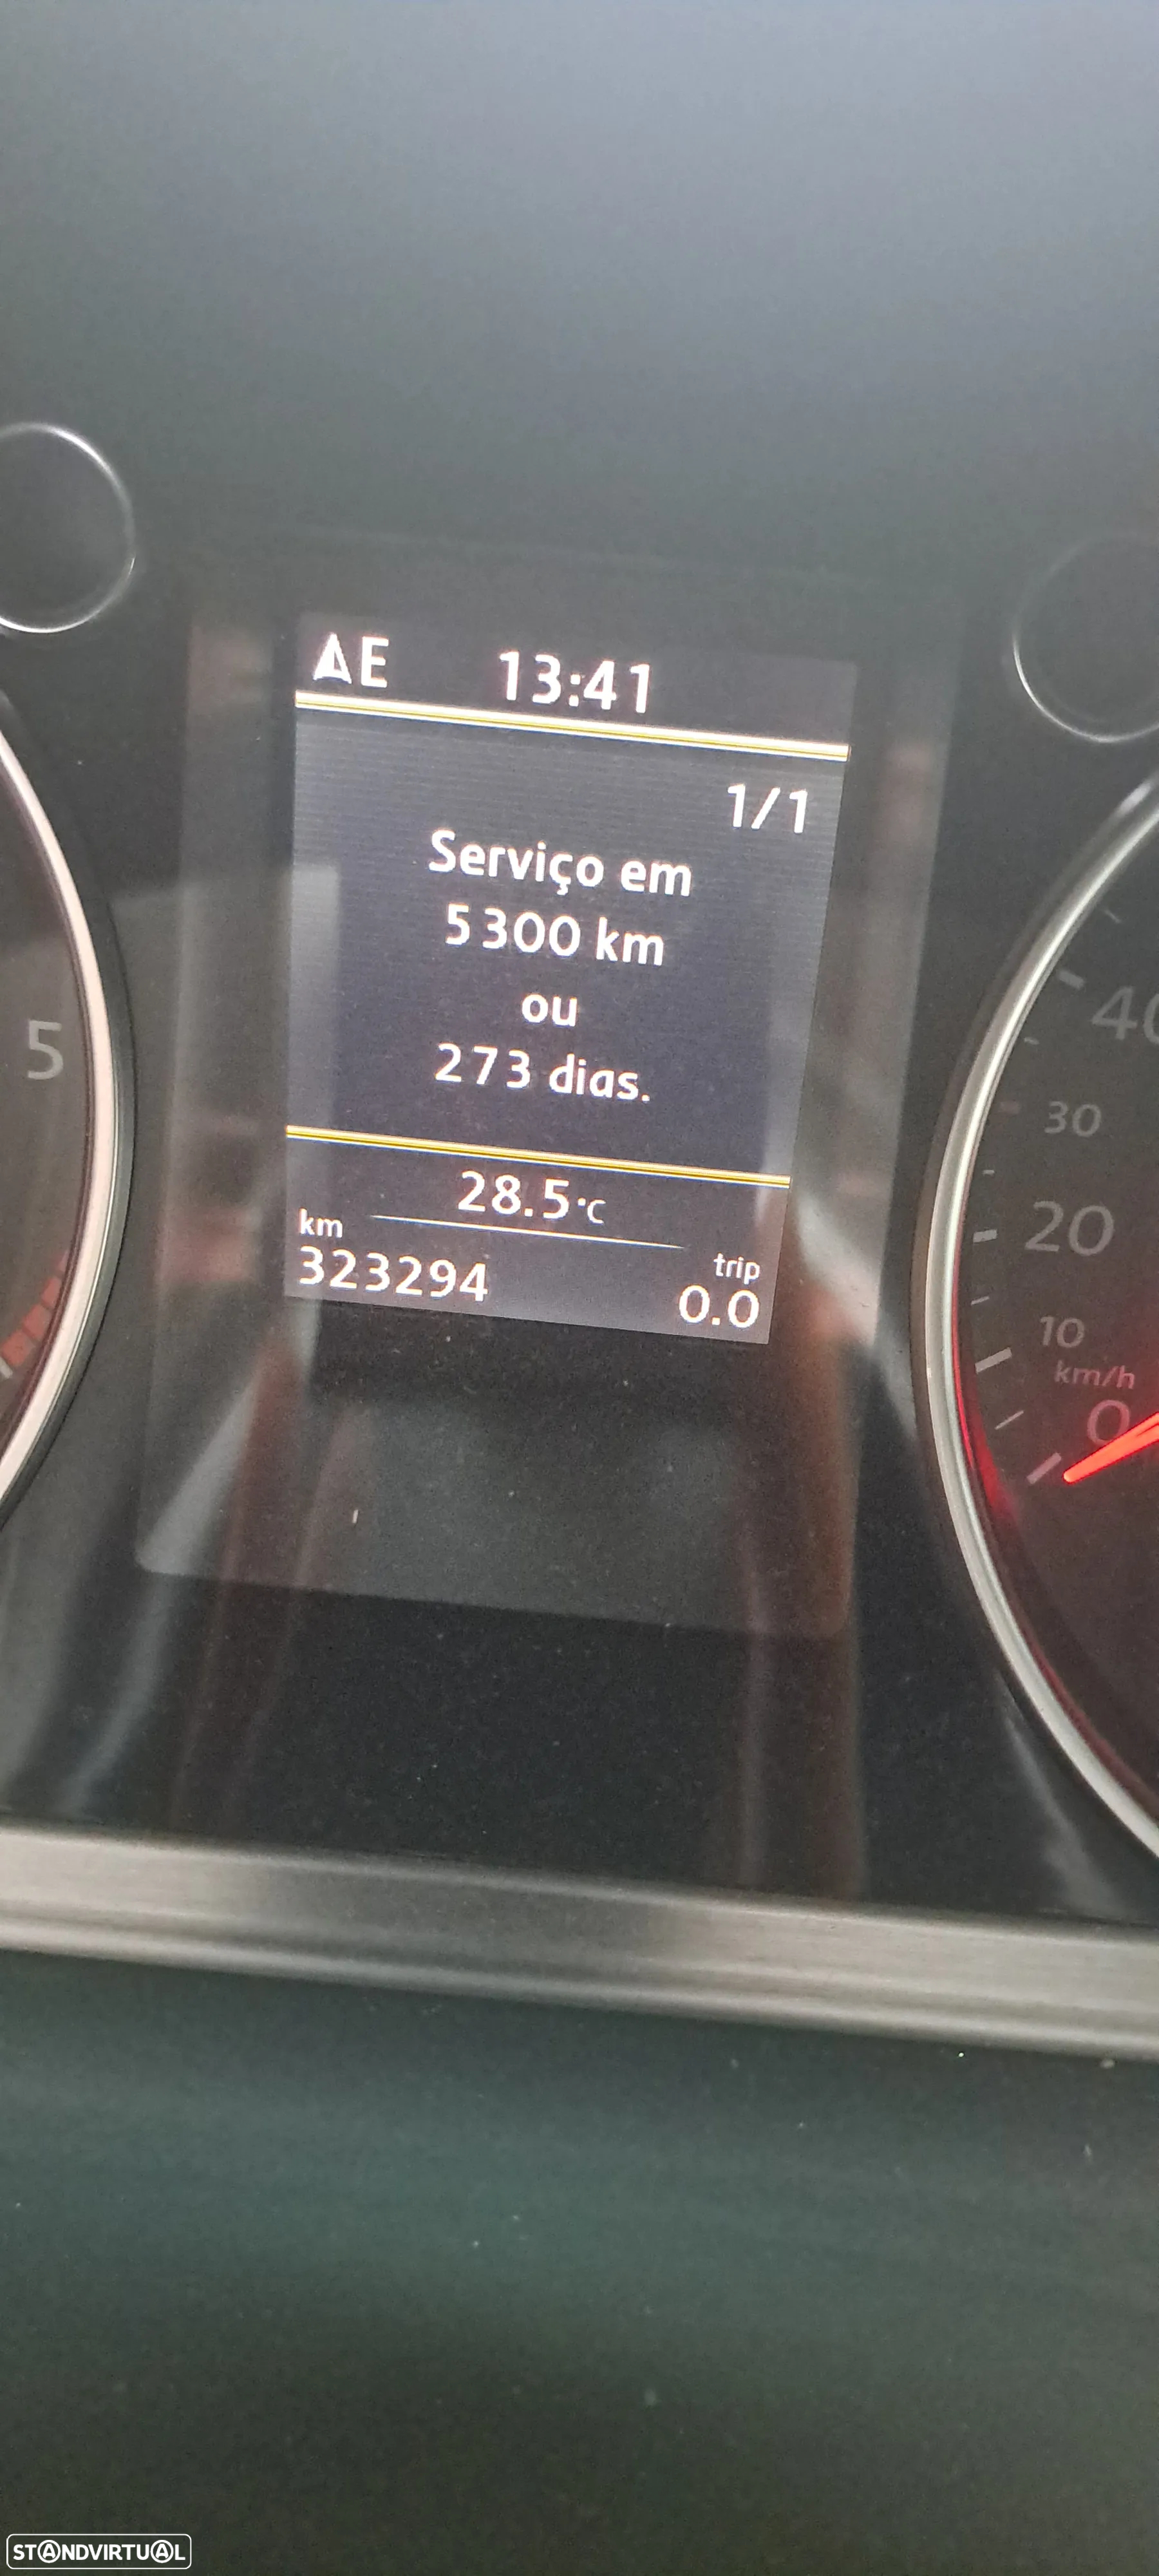 AE 13:41
1/1
Serviço em
5300 km
ou
273 dias.
28.5°C
km
323294
trip
0.0
5
40
30
20
10
km/h
0
STANDVIRTUAL